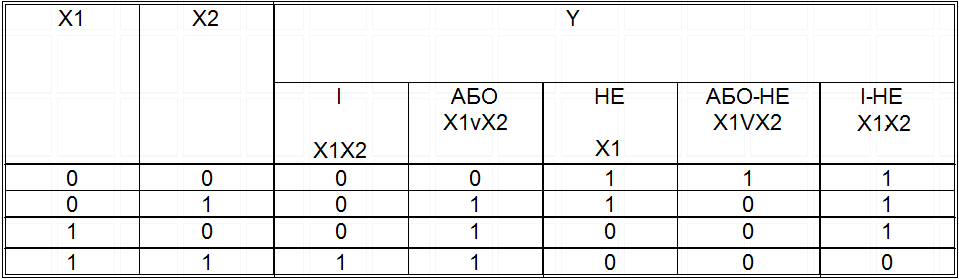 X1 X2 Y
I АБО НЕ АБО-НЕ I-НЕ
X1vX2 X1VX2 X1X2
X1X2 X1
0 0 0 0 1 1 1
0 1 0 1 1 0 1
1 0 0 1 0 0 1
1 1 1 1 0 0 0